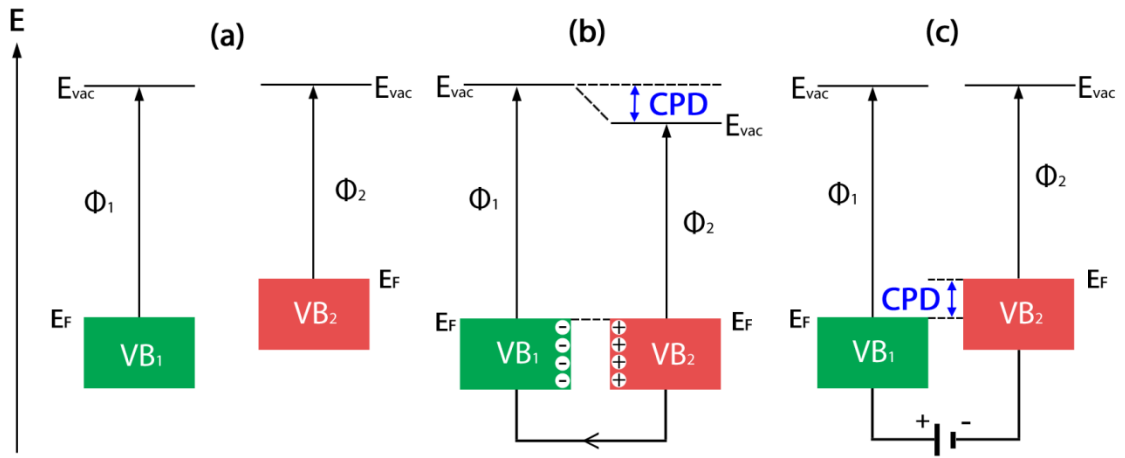 E
(a)
Evac
Evac
Φ1
Φ2
EF
EF
VB1
VB2
(b)
Evac
CPD
Evac
Φ1
Φ2
EF
EF
VB1
VB2
- - - -
+ + + +
(c)
Evac
Evac
Φ1
Φ2
EF
CPD
EF
VB1
VB2
+ -